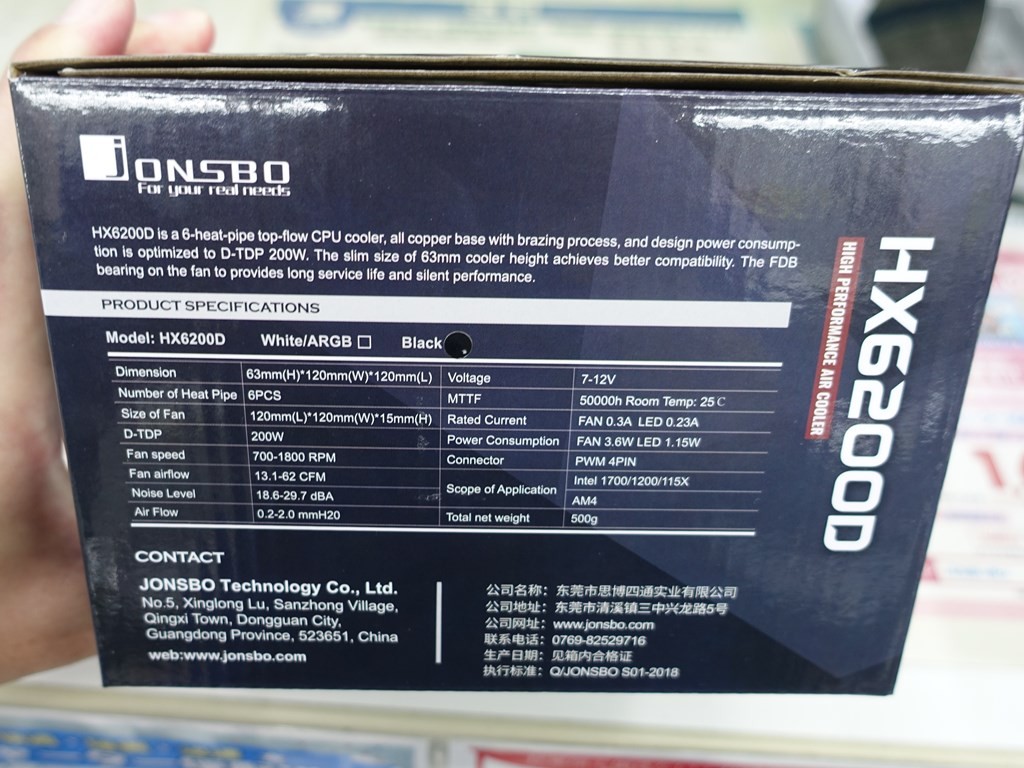 JONSBO
For your real needs
HX6200D is a 6-heat-pipe top-flow CPU cooler, all copper base with brazing process, and design power consump-
tion is optimized to D-TDP 200W. The slim size of 63mm cooler height achieves better compatibility. The FDB
bearing on the fan to provides long service life and silent performance.
HX6200D
HIGH PERFORMANCE AIR COOLER
PRODUCT SPECIFICATIONS
Model: HX6200D White/ARGB □ Black
Dimension 63mm(H)*120mm(W)*120mm(L) Voltage 7-12V
Number of Heat Pipe 6PCS MTTF 50000h Room Temp: 25℃
Size of Fan 120mm(L)*120mm(W)*15mm(H) Rated Current FAN 0.3A LED 0.23A
D-TDP 200W Power Consumption FAN 3.6W LED 1.15W
Fan speed 700-1800 RPM Connector PWM 4PIN
Fan airflow 13.1-62 CFM Scope of Application Intel 1700/1200/115X
Noise Level 18.6-29.7 dBA AM4
Air Flow 0.2-2.0 mmH20 Total net weight 500g
CONTACT
JONSBO Technology Co., Ltd.
No.5, Xinglong Lu, Sanzhong Village,
Qingxi Town, Dongguan City,
Guangdong Province, 523651, China
web:www.jonsbo.com
公司名称：东莞市思博四通实业有限公司
公司地址：东莞市清溪镇三中兴龙路5号
公司网址：www.jonsbo.com
联系电话：0769-82529716
生产日期：见箱内合格证
执行标准：Q/JONSBO S01-2018